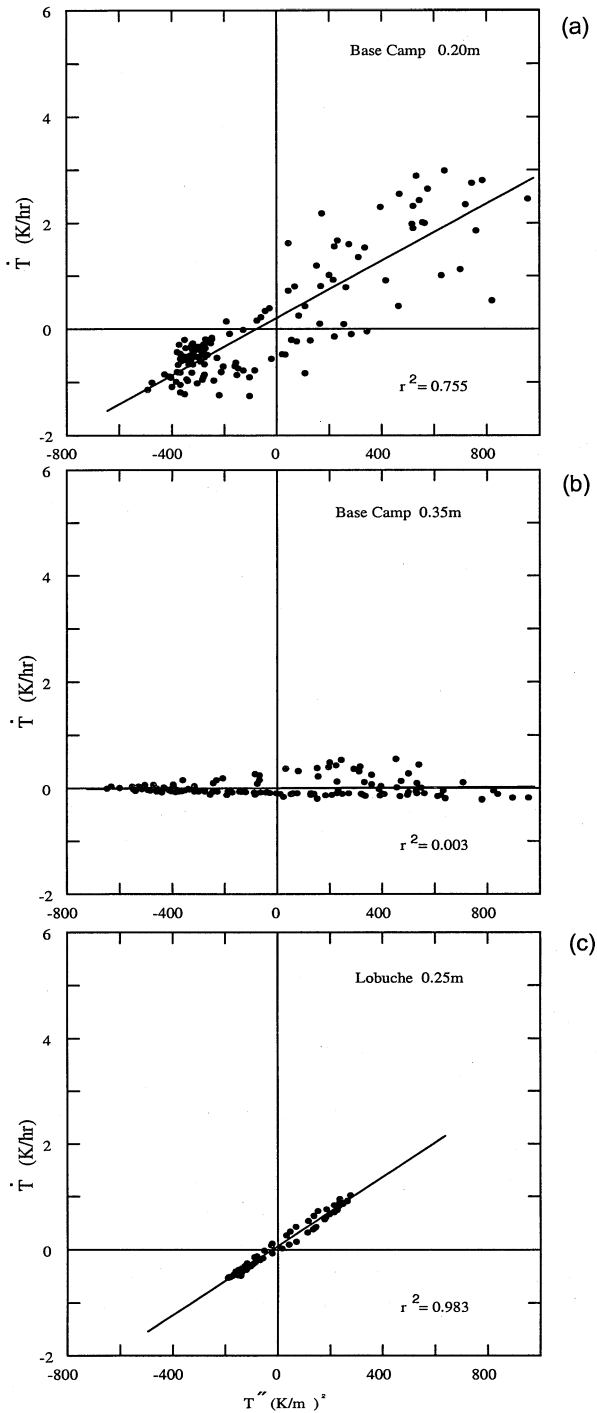 (a)
Base Camp 0.20m
6
4
2
0
-2
Ṫ (K/hr)
r² = 0.755
-800 -400 0 400 800
(b)
Base Camp 0.35m
6
4
2
0
-2
Ṫ (K/hr)
r² = 0.003
-800 -400 0 400 800
(c)
Lobuche 0.25m
6
4
2
0
-2
Ṫ (K/hr)
r² = 0.983
-800 -400 0 400 800
T″ (K/m )²